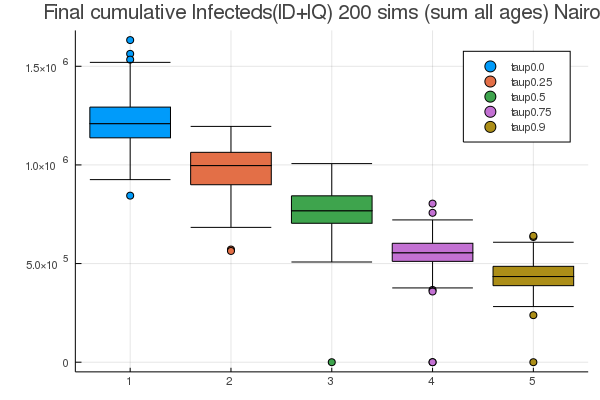 Final cumulative Infecteds(ID+IQ) 200 sims (sum all ages) Nairo
1.5×10 6
1.0×10 6
5.0×10 5
0
1 2 3 4 5
taup0.0
taup0.25
taup0.5
taup0.75
taup0.9